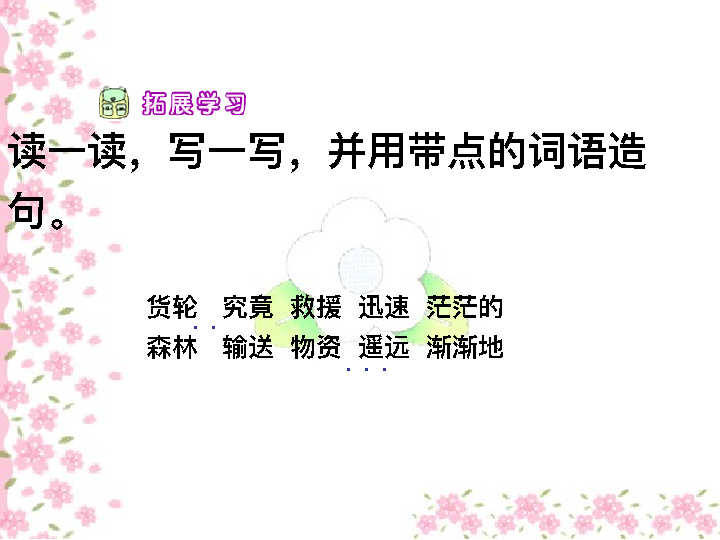 拓展学习
读一读，写一写，并用带点的词语造
句。
货轮 究竟 救援 迅速 茫茫的
森林 输送 物资 遥远 渐渐地